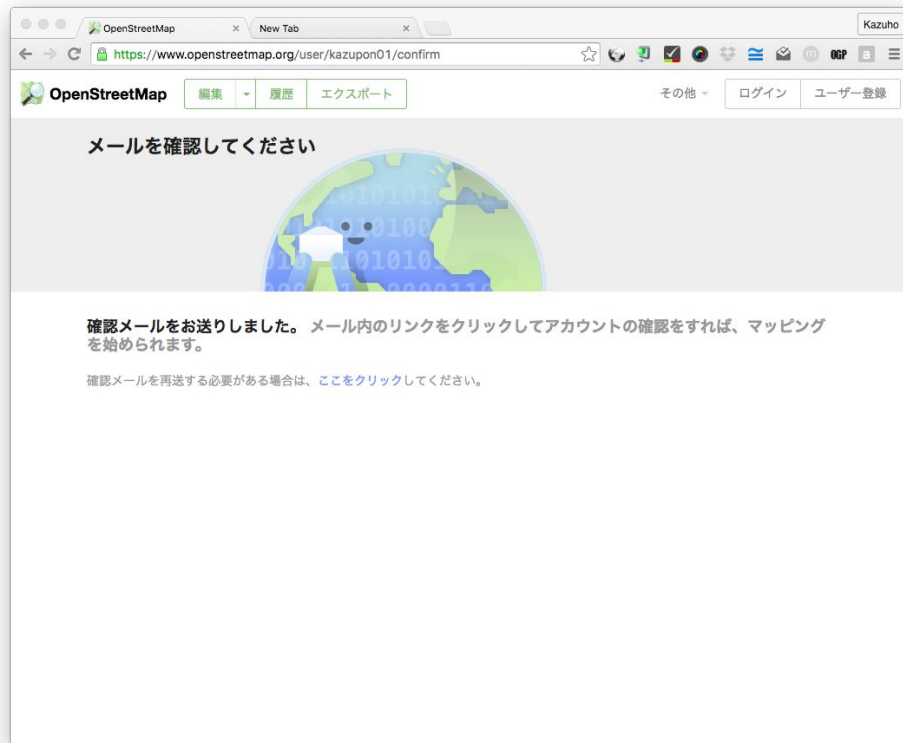 OpenStreetMap
New Tab
Kazuho
https://www.openstreetmap.org/user/kazupon01/confirm
OGP
a
OpenStreetMap
編集
履歴
エクスポート
その他
ログイン
ユーザー登録
メールを確認してください
確認メールをお送りしました。 メール内のリンクをクリックしてアカウントの確認をすれば、マッピング
を始められます。
確認メールを再送する必要がある場合は、ここをクリックしてください。